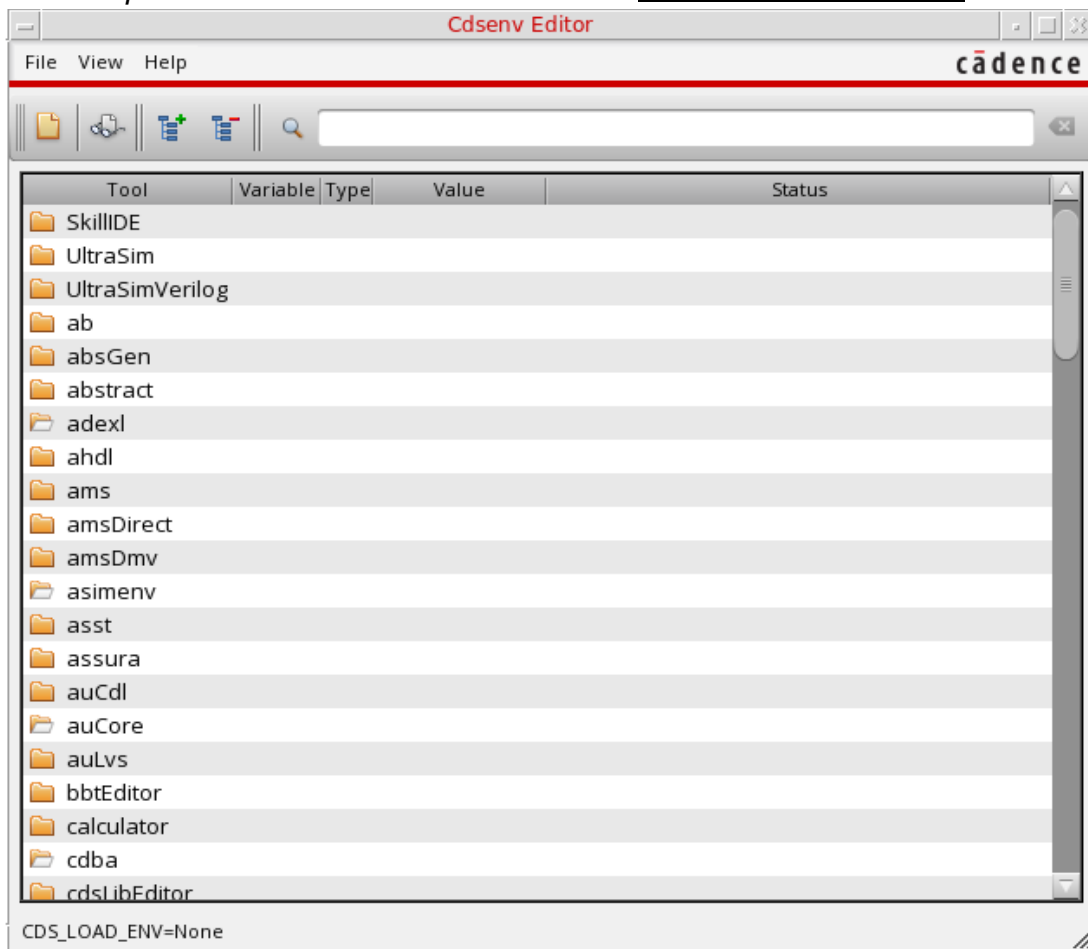 Cdsenv Editor
File View Help
cādence
Tool Variable Type Value Status
SkillIDE
UltraSim
UltraSimVerilog
ab
absGen
abstract
adexl
ahdl
ams
amsDirect
amsDmv
asimenv
asst
assura
auCdl
auCore
auLvs
bbtEditor
calculator
cdba
cdsLibEditor
CDS_LOAD_ENV=None